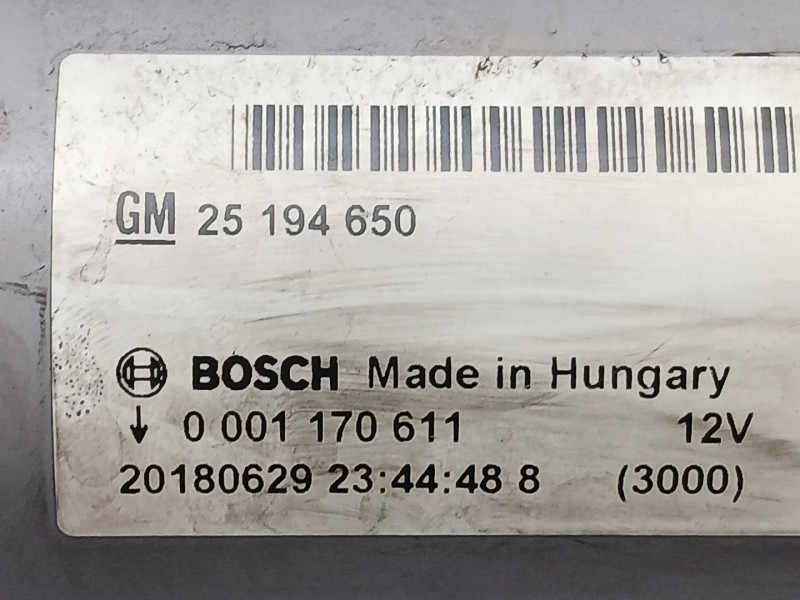 GM 25 194 650
BOSCH Made in Hungary
↓ 0 001 170 611 12V
20180629 23:44:48 8 (3000)